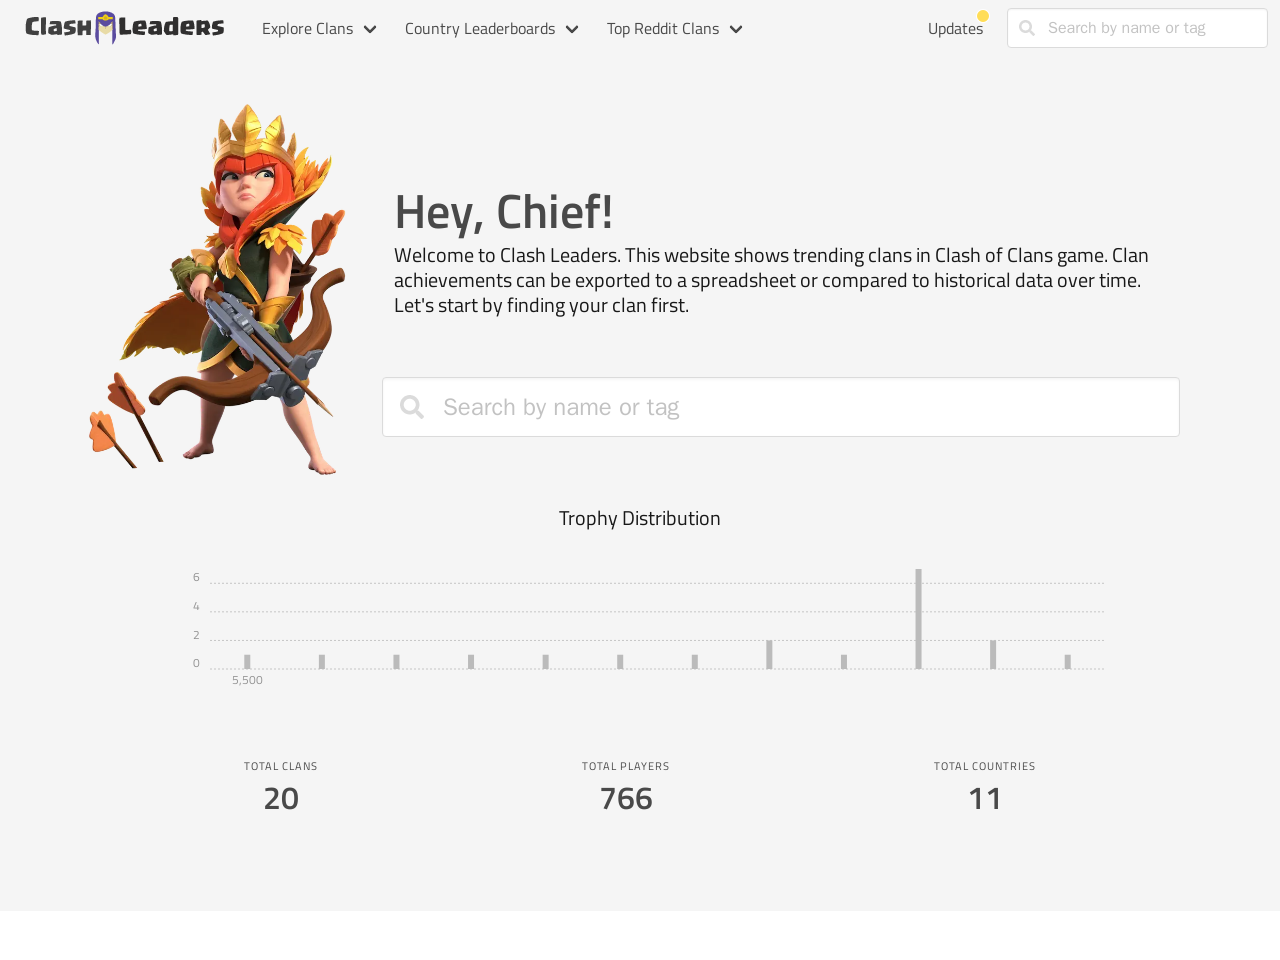 Clash Leaders
Explore Clans
Country Leaderboards
Top Reddit Clans
Updates
Search by name or tag
Hey, Chief!
Welcome to Clash Leaders. This website shows trending clans in Clash of Clans game. Clan
achievements can be exported to a spreadsheet or compared to historical data over time.
Let's start by finding your clan first.
Search by name or tag
Trophy Distribution
6
4
2
0
5,500
TOTAL CLANS
20
TOTAL PLAYERS
766
TOTAL COUNTRIES
11